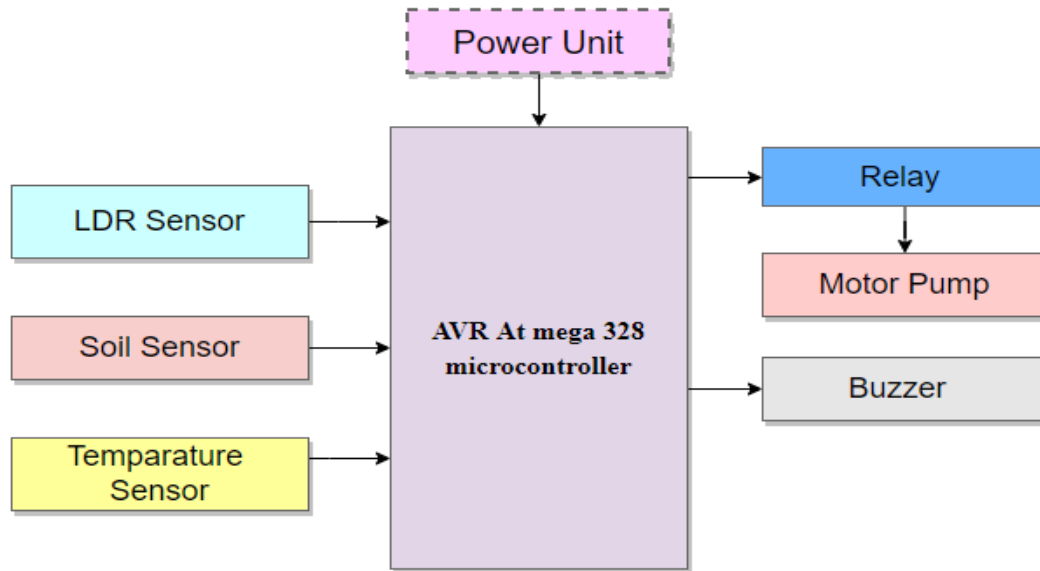 Power Unit
LDR Sensor
Soil Sensor
Temparature
Sensor
AVR At mega 328
microcontroller
Relay
Motor Pump
Buzzer